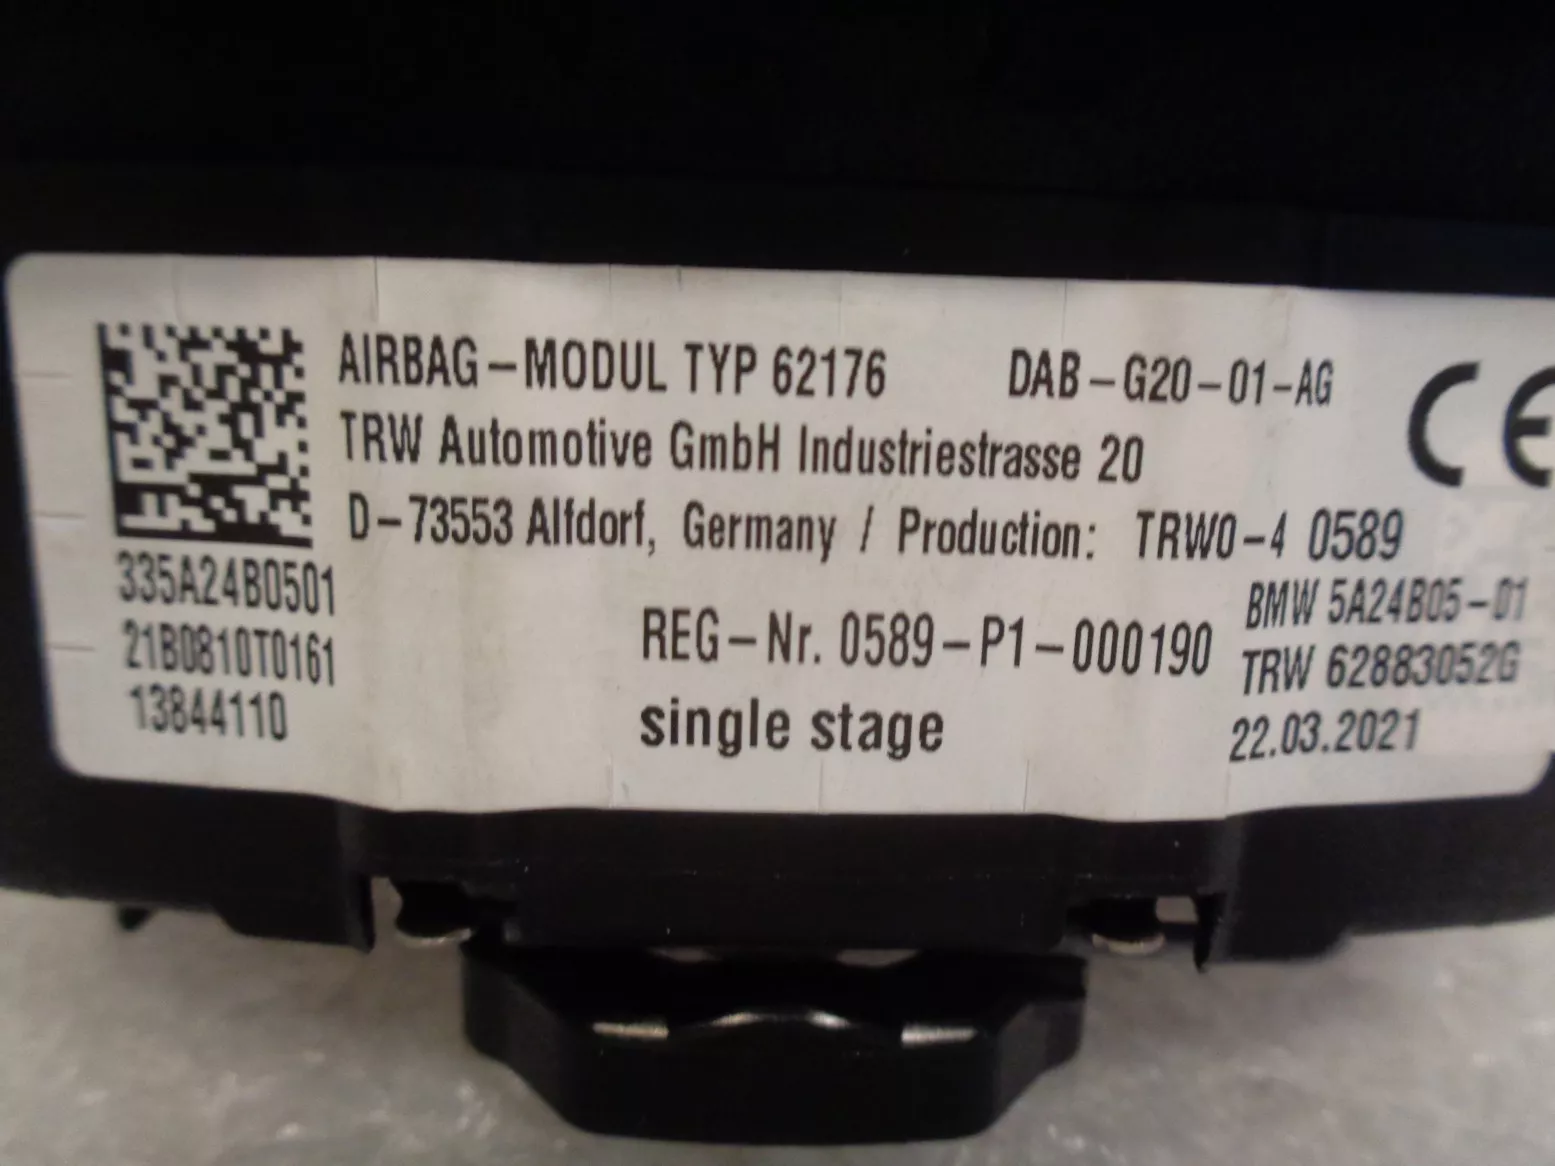 AIRBAG-MODUL TYP 62176 DAB-G20-01-AG
CE
TRW Automotive GmbH Industriestrasse 20
D-73553 Alfdorf, Germany / Production: TRW0-4 0589
335A24B0501
21B0810T0161
13844110
REG-Nr. 0589-P1-000190
single stage
BMW 5A24B05-01
TRW 62883052G
22.03.2021